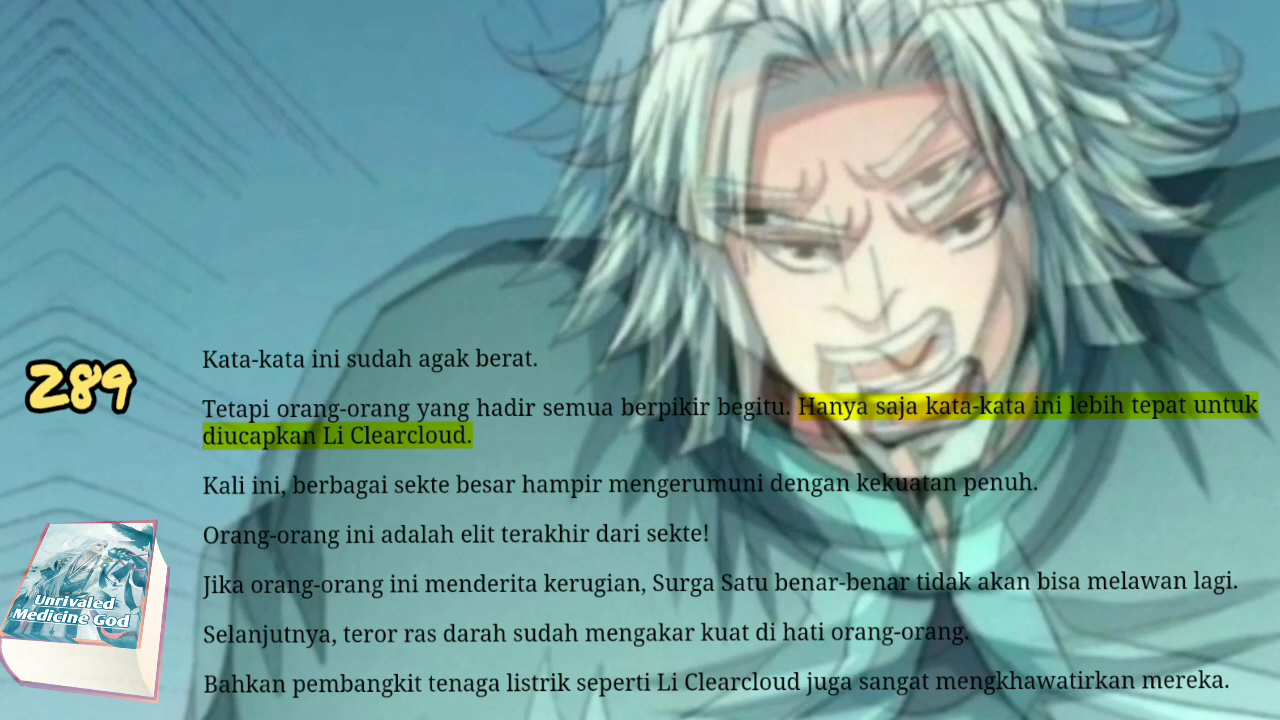 Kata-kata ini sudah agak berat.
289
Tetapi orang-orang yang hadir semua berpikir begitu. Hanya saja kata-kata ini lebih tepat untuk
diucapkan Li Clearcloud.
Kali ini, berbagai sekte besar hampir mengerumuni dengan kekuatan penuh.
Orang-orang ini adalah elit terakhir dari sekte!
Jika orang-orang ini menderita kerugian, Surga Satu benar-benar tidak akan bisa melawan lagi.
Selanjutnya, teror ras darah sudah mengakar kuat di hati orang-orang.
Bahkan pembangkit tenaga listrik seperti Li Clearcloud juga sangat mengkhawatirkan mereka.
Unrivaled
Medicine God